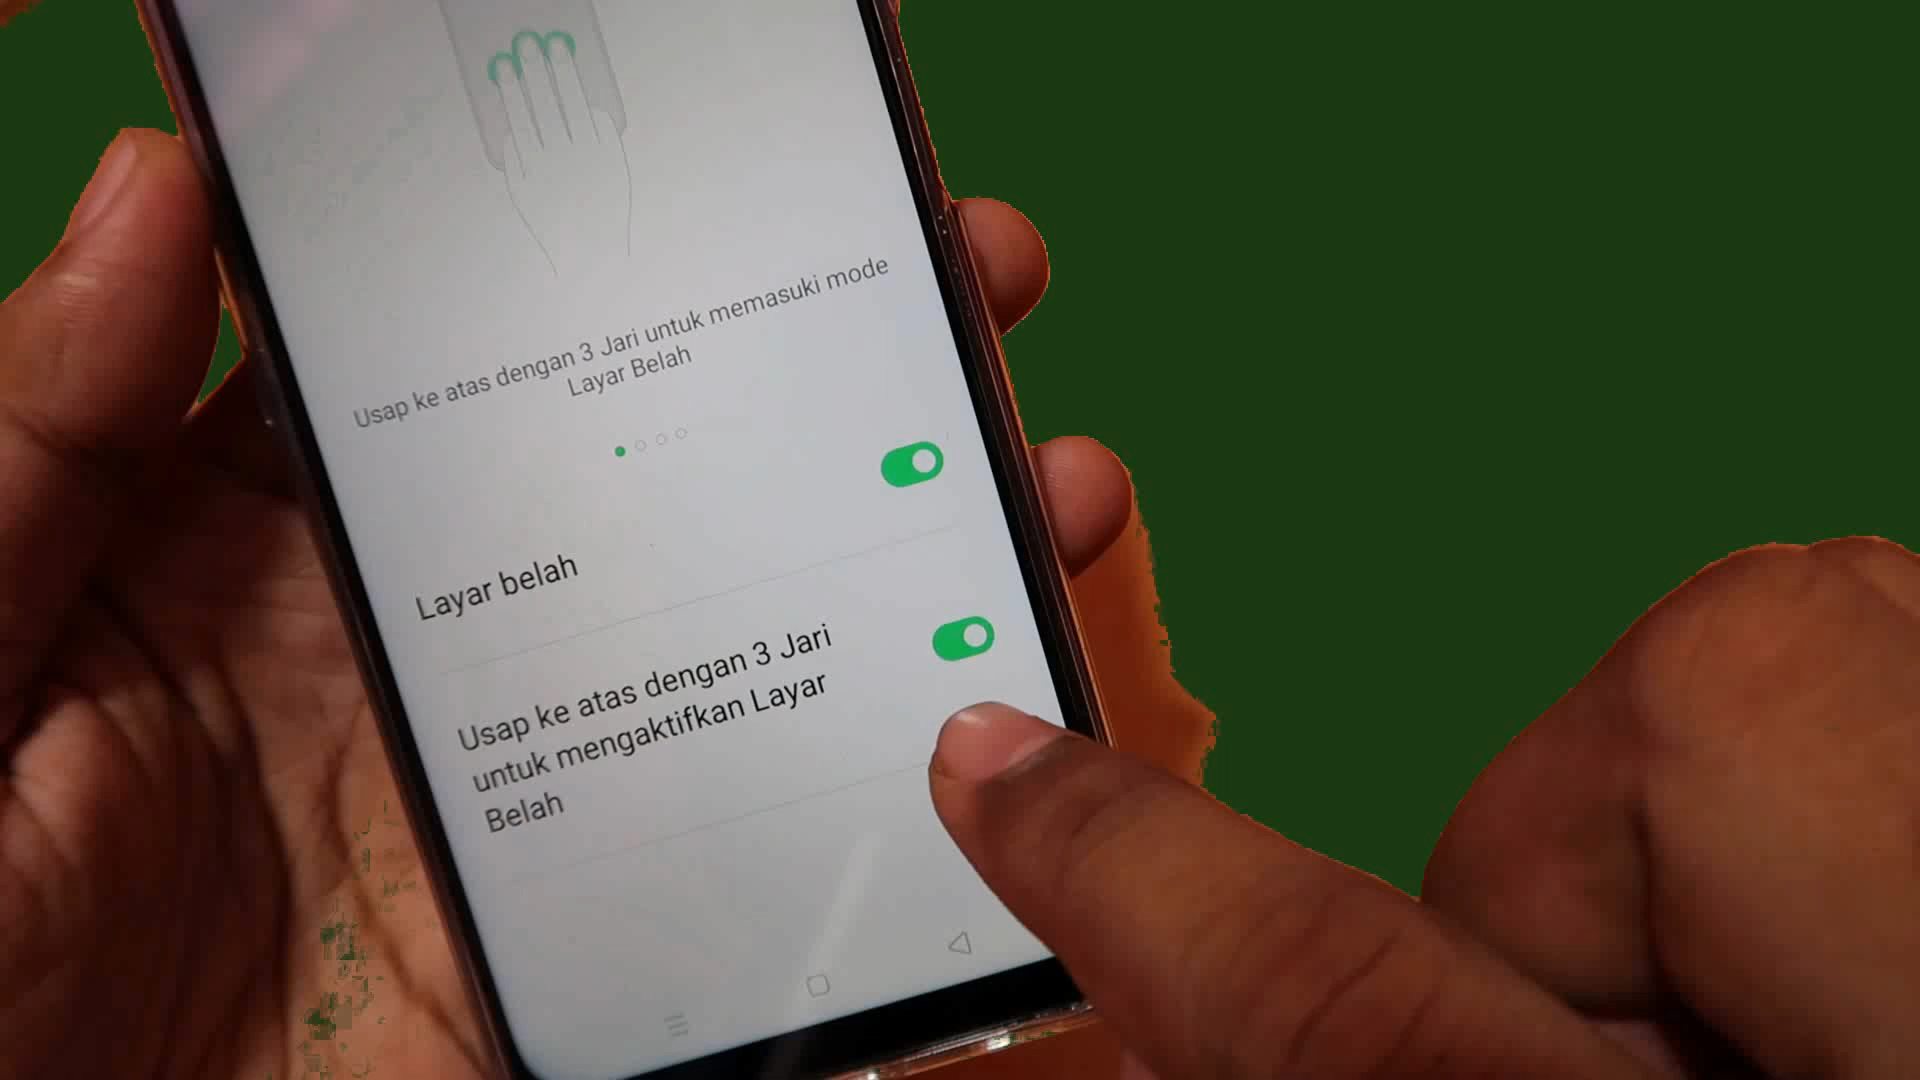 Usap ke atas dengan 3 Jari untuk memasuki mode
Layar Belah
Layar belah
Usap ke atas dengan 3 Jari
untuk mengaktifkan Layar
Belah